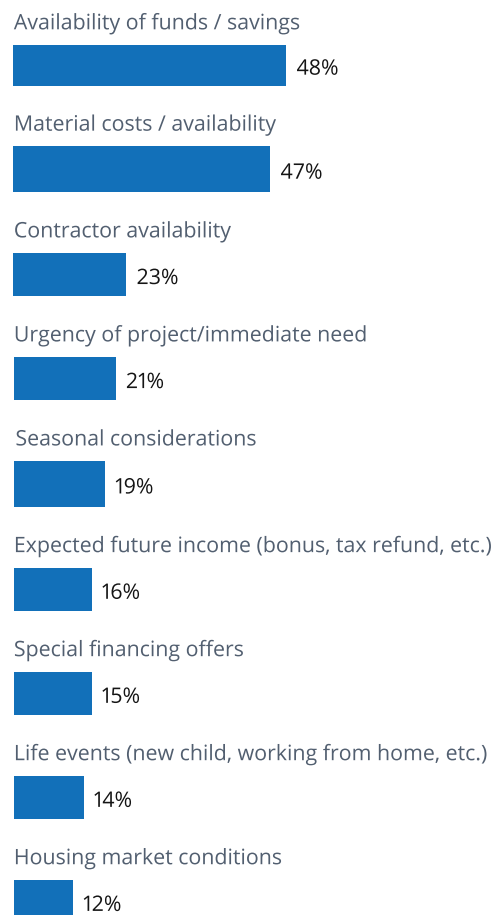 Availability of funds / savings
48%
Material costs / availability
47%
Contractor availability
23%
Urgency of project/immediate need
21%
Seasonal considerations
19%
Expected future income (bonus, tax refund, etc.)
16%
Special financing offers
15%
Life events (new child, working from home, etc.)
14%
Housing market conditions
12%